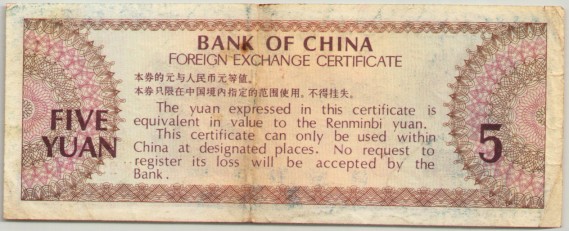 BANK OF CHINA
FOREIGN EXCHANGE CERTIFICATE
本券的元与人民币元等值。
本券只限在中国境内指定的范围使用，不得挂失。
The yuan expressed in this certificate is
equivalent in value to the Renminbi yuan.
This certificate can only be used within
China at designated places. No request to
register its loss will be accepted by the
Bank.
FIVE
YUAN
5